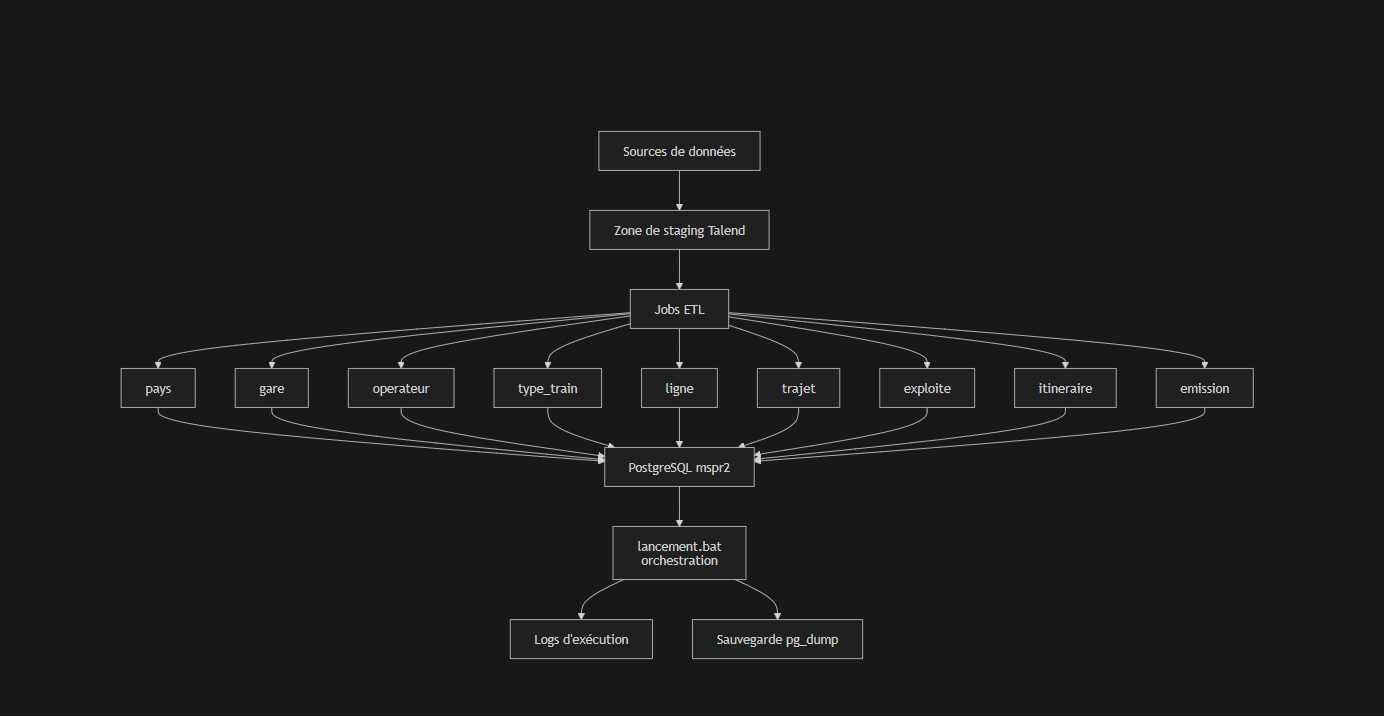 Sources de données
Zone de staging Talend
Jobs ETL
pays
gare
operateur
type_train
ligne
trajet
exploite
itineraire
emission
PostgreSQL mspr2
lancement.bat
orchestration
Logs d'exécution
Sauvegarde pg_dump